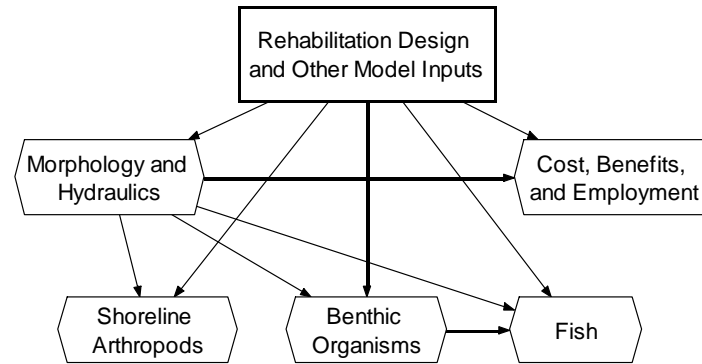 Rehabilitation Design
and Other Model Inputs
Morphology and
Hydraulics
Cost, Benefits,
and Employment
Shoreline
Arthropods
Benthic
Organisms
Fish